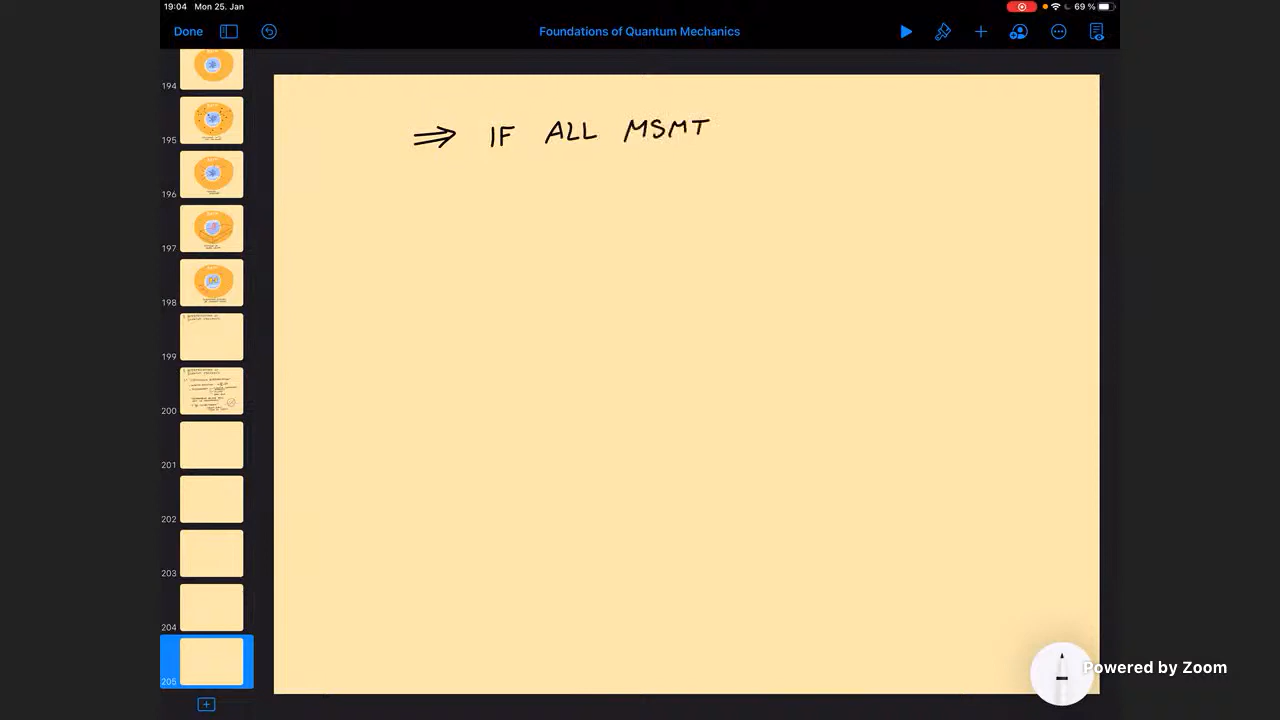 19:04 Mon 25. Jan
69 %
Done
Foundations of Quantum Mechanics
⇒ IF ALL MSMT
194
195
196
197
198
199
200
201
202
203
204
205
Powered by Zoom